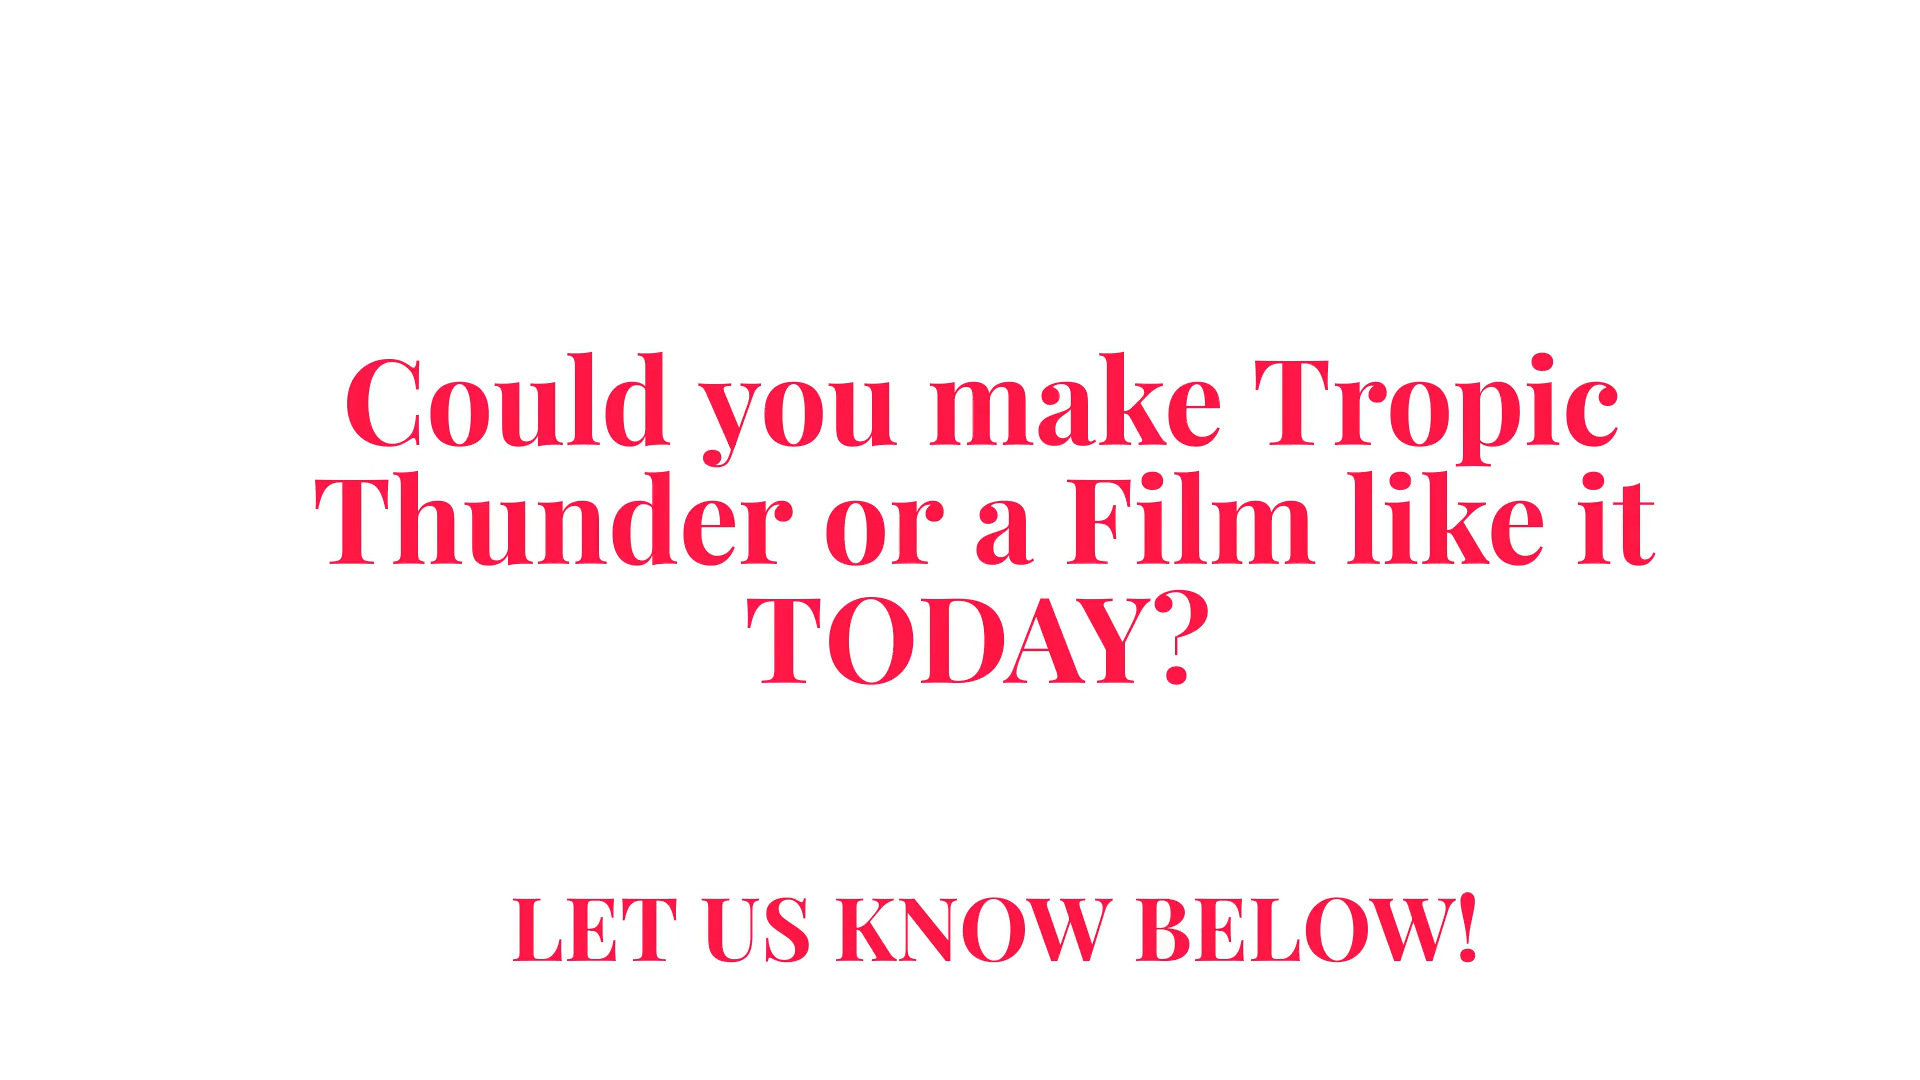 Could you make Tropic
Thunder or a Film like it
TODAY?
LET US KNOW BELOW!